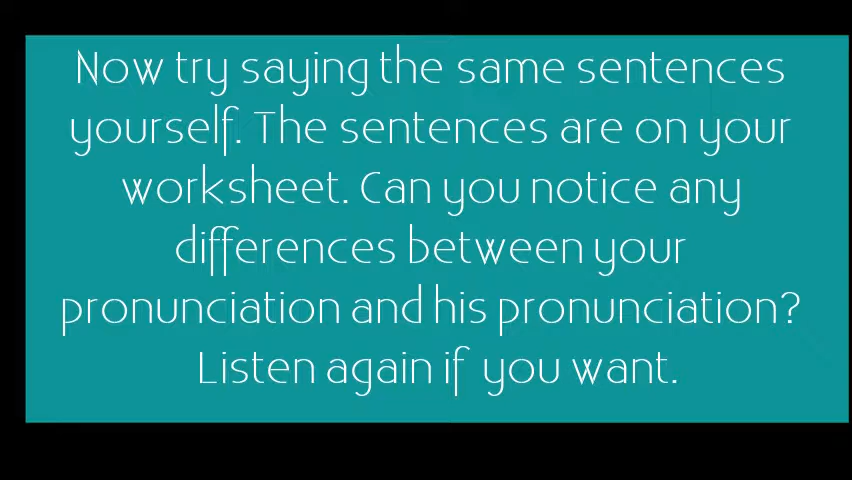 Now try saying the same sentences
yourself. The sentences are on your
worksheet. Can you notice any
differences between your
pronunciation and his pronunciation?
Listen again if you want.